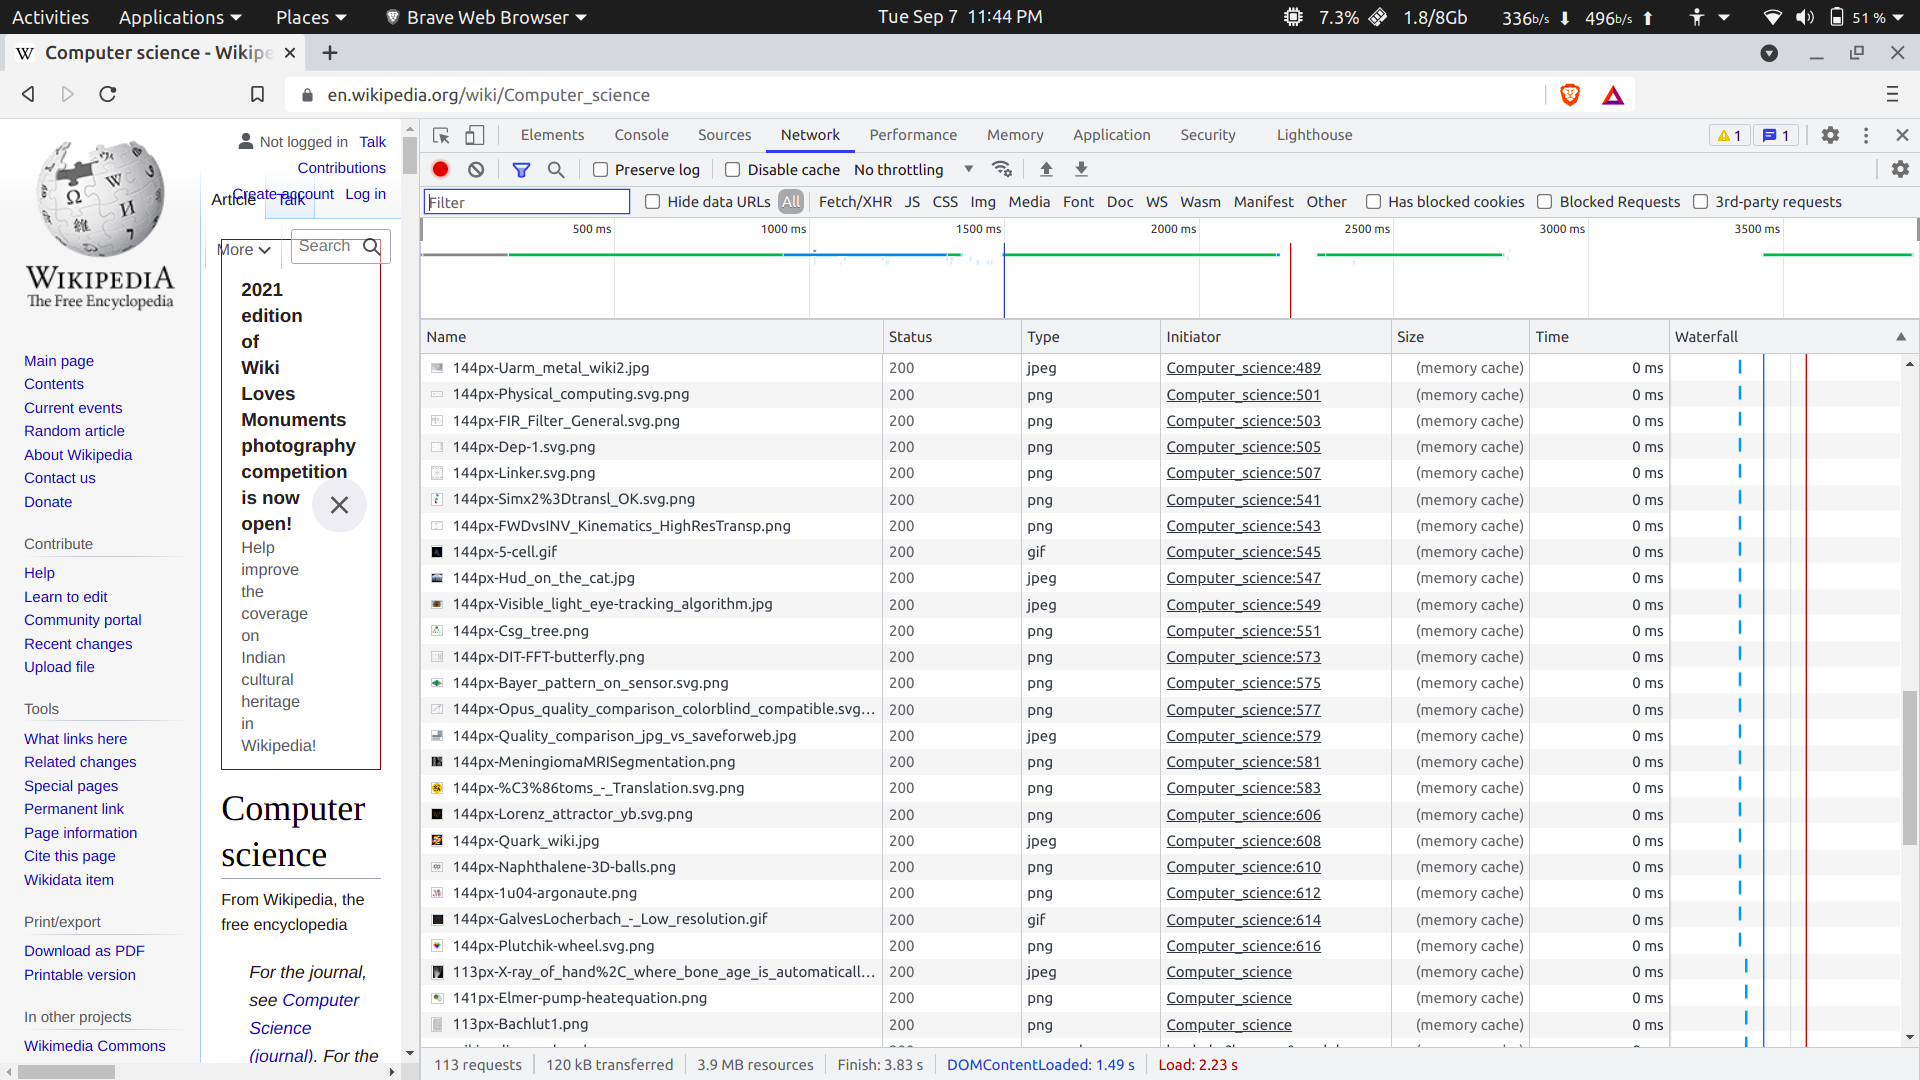 Activities Applications Places Brave Web Browser Tue Sep 7 11:44 PM 7.3% 1.8/8Gb 336b/s 496b/s 51 %
Computer science - Wikipe
en.wikipedia.org/wiki/Computer_science
Not logged in Talk
Contributions
Create account Log in
Article Talk
More Search
WIKIPEDIA
The Free Encyclopedia
Main page
Contents
Current events
Random article
About Wikipedia
Contact us
Donate
Contribute
Help
Learn to edit
Community portal
Recent changes
Upload file
Tools
What links here
Related changes
Special pages
Permanent link
Page information
Cite this page
Wikidata item
Print/export
Download as PDF
Printable version
In other projects
Wikimedia Commons
2021
edition
of
Wiki
Loves
Monuments
photography
competition
is now
open!
Help
improve
the
coverage
on
Indian
cultural
heritage
in
Wikipedia!
Computer
science
From Wikipedia, the
free encyclopedia
For the journal,
see Computer
Science
(journal). For the
Elements Console Sources Network Performance Memory Application Security Lighthouse 1 1
Preserve log Disable cache No throttling
Filter Hide data URLs All Fetch/XHR JS CSS Img Media Font Doc WS Wasm Manifest Other Has blocked cookies Blocked Requests 3rd-party requests
500 ms 1000 ms 1500 ms 2000 ms 2500 ms 3000 ms 3500 ms
Name Status Type Initiator Size Time Waterfall
144px-Uarm_metal_wiki2.jpg 200 jpeg Computer_science:489 (memory cache) 0 ms
144px-Physical_computing.svg.png 200 png Computer_science:501 (memory cache) 0 ms
144px-FIR_Filter_General.svg.png 200 png Computer_science:503 (memory cache) 0 ms
144px-Dep-1.svg.png 200 png Computer_science:505 (memory cache) 0 ms
144px-Linker.svg.png 200 png Computer_science:507 (memory cache) 0 ms
144px-Simx2%3Dtransl_OK.svg.png 200 png Computer_science:541 (memory cache) 0 ms
144px-FWDvsINV_Kinematics_HighResTransp.png 200 png Computer_science:543 (memory cache) 0 ms
144px-5-cell.gif 200 gif Computer_science:545 (memory cache) 0 ms
144px-Hud_on_the_cat.jpg 200 jpeg Computer_science:547 (memory cache) 0 ms
144px-Visible_light_eye-tracking_algorithm.jpg 200 jpeg Computer_science:549 (memory cache) 0 ms
144px-Csg_tree.png 200 png Computer_science:551 (memory cache) 0 ms
144px-DIT-FFT-butterfly.png 200 png Computer_science:573 (memory cache) 0 ms
144px-Bayer_pattern_on_sensor.svg.png 200 png Computer_science:575 (memory cache) 0 ms
144px-Opus_quality_comparison_colorblind_compatible.svg... 200 png Computer_science:577 (memory cache) 0 ms
144px-Quality_comparison_jpg_vs_saveforweb.jpg 200 jpeg Computer_science:579 (memory cache) 0 ms
144px-MeningiomaMRISegmentation.png 200 png Computer_science:581 (memory cache) 0 ms
144px-%C3%86toms_-_Translation.svg.png 200 png Computer_science:583 (memory cache) 0 ms
144px-Lorenz_attractor_yb.svg.png 200 png Computer_science:606 (memory cache) 0 ms
144px-Quark_wiki.jpg 200 jpeg Computer_science:608 (memory cache) 0 ms
144px-Naphthalene-3D-balls.png 200 png Computer_science:610 (memory cache) 0 ms
144px-1u04-argonaute.png 200 png Computer_science:612 (memory cache) 0 ms
144px-GalvesLocherbach_-_Low_resolution.gif 200 gif Computer_science:614 (memory cache) 0 ms
144px-Plutchik-wheel.svg.png 200 png Computer_science:616 (memory cache) 0 ms
113px-X-ray_of_hand%2C_where_bone_age_is_automaticall... 200 jpeg Computer_science (memory cache) 0 ms
141px-Elmer-pump-heatequation.png 200 png Computer_science (memory cache) 0 ms
113px-Bachlut1.png 200 png Computer_science (memory cache) 0 ms
113 requests 120 kB transferred 3.9 MB resources Finish: 3.83 s DOMContentLoaded: 1.49 s Load: 2.23 s